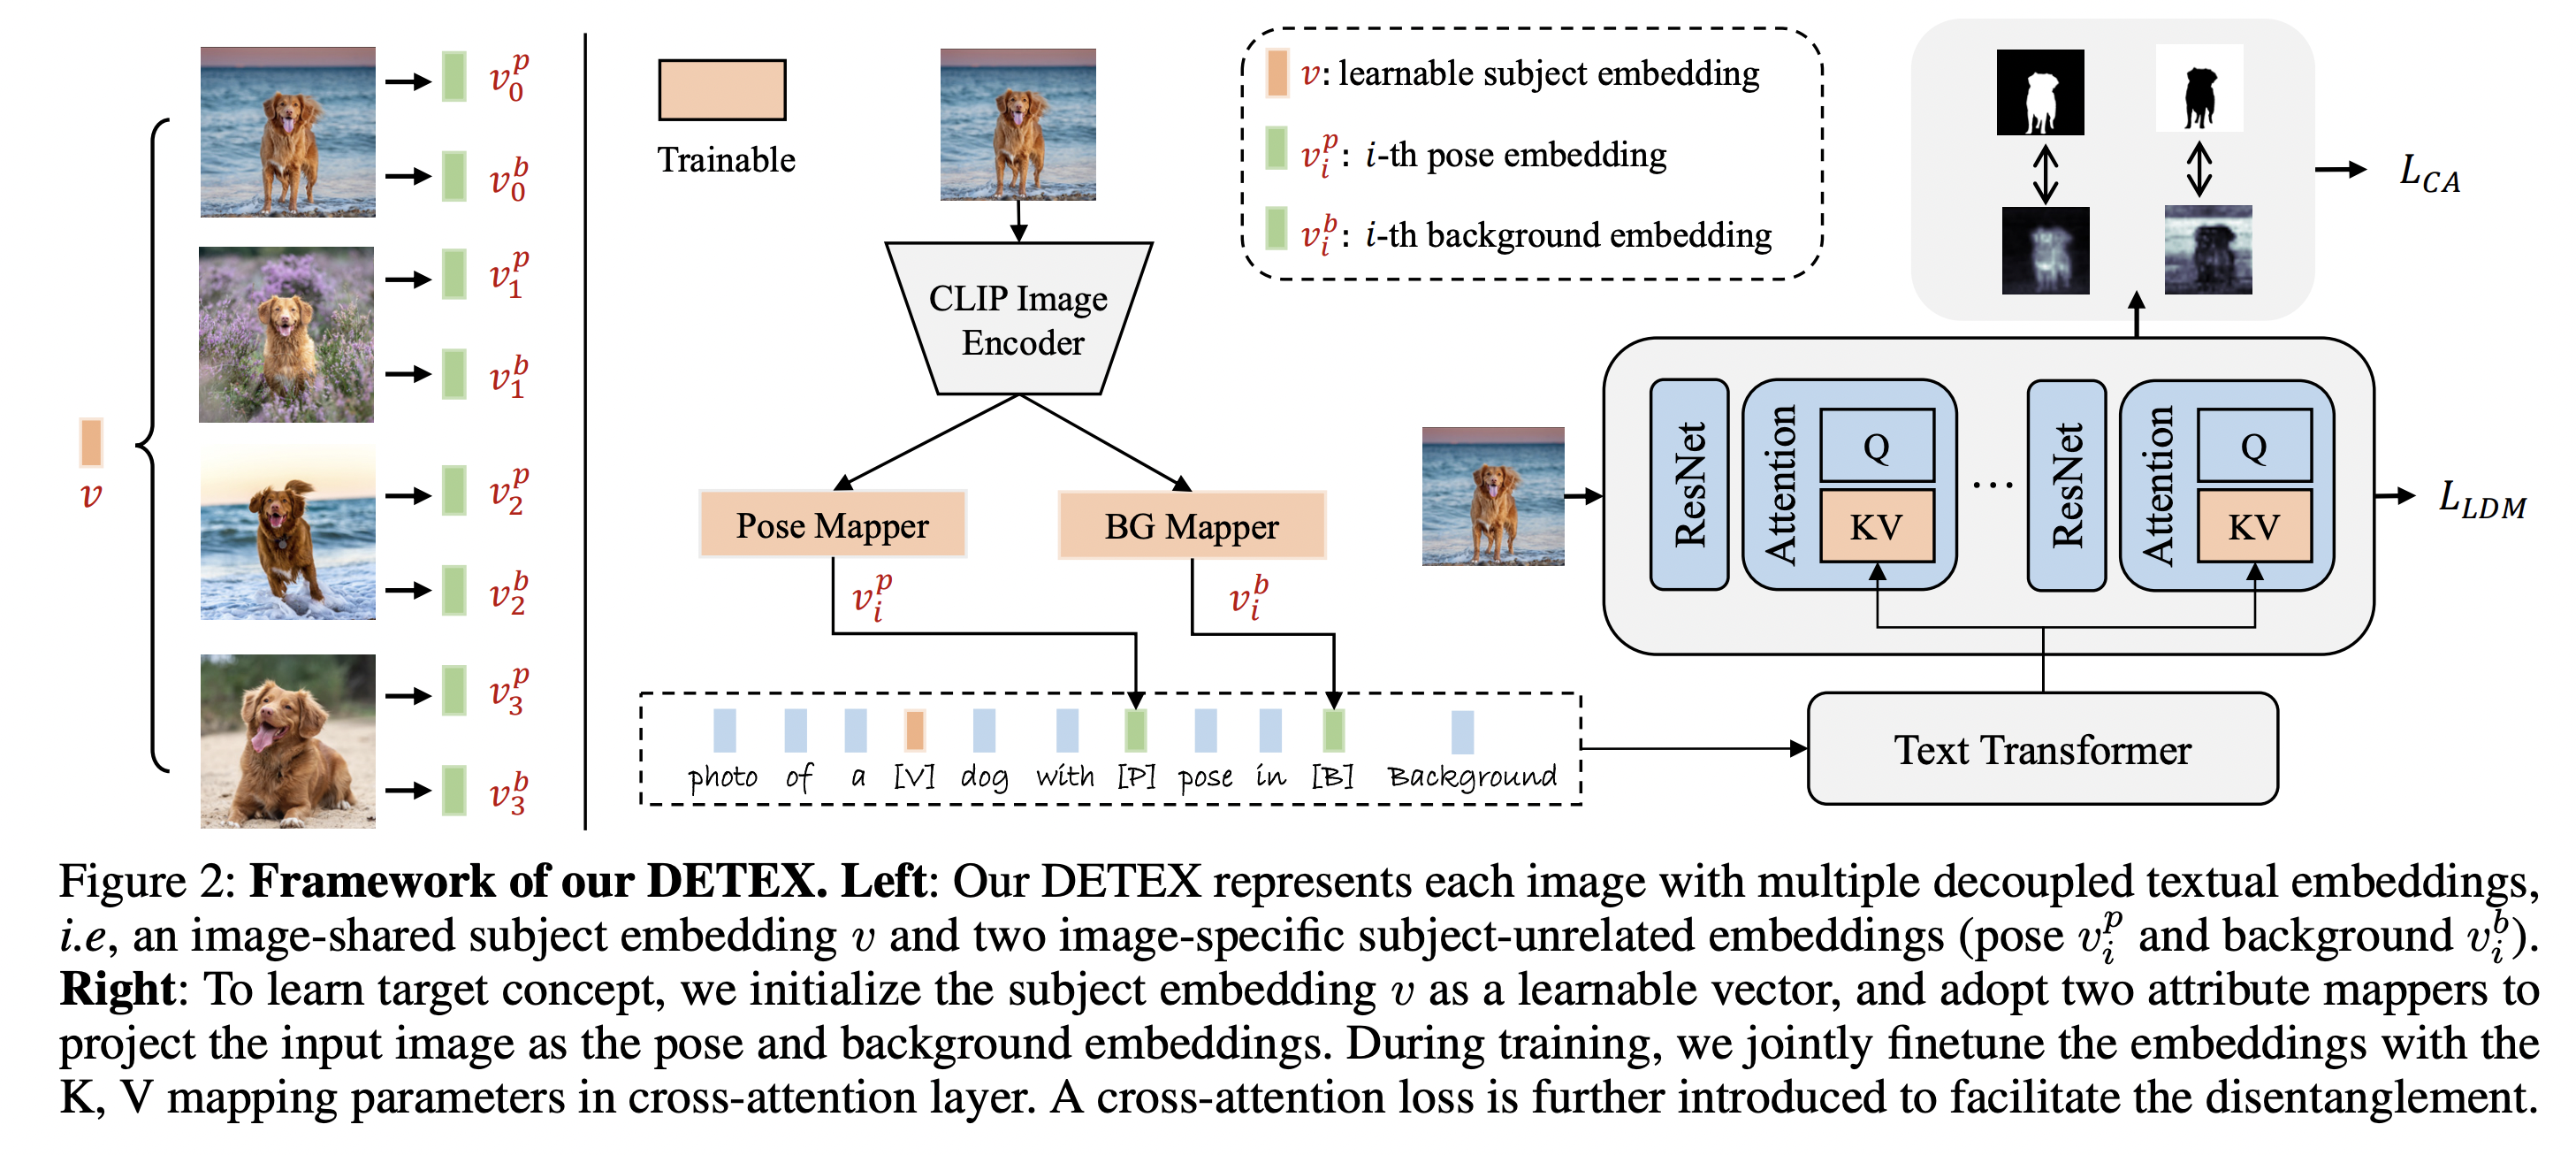 v
v_0^p
v_0^b
v_1^p
v_1^b
v_2^p
v_2^b
v_3^p
v_3^b
Trainable
CLIP Image
Encoder
Pose Mapper
BG Mapper
v_i^p
v_i^b
photo of a [V] dog with [P] pose in [B] Background
v: learnable subject embedding
v_i^p: i-th pose embedding
v_i^b: i-th background embedding
L_{CA}
ResNet
Attention
Q
KV
...
ResNet
Attention
Q
KV
L_{LDM}
Text Transformer
Figure 2: Framework of our DETEX. Left: Our DETEX represents each image with multiple decoupled textual embeddings,
i.e, an image-shared subject embedding v and two image-specific subject-unrelated embeddings (pose v_i^p and background v_i^b).
Right: To learn target concept, we initialize the subject embedding v as a learnable vector, and adopt two attribute mappers to
project the input image as the pose and background embeddings. During training, we jointly finetune the embeddings with the
K, V mapping parameters in cross-attention layer. A cross-attention loss is further introduced to facilitate the disentanglement.